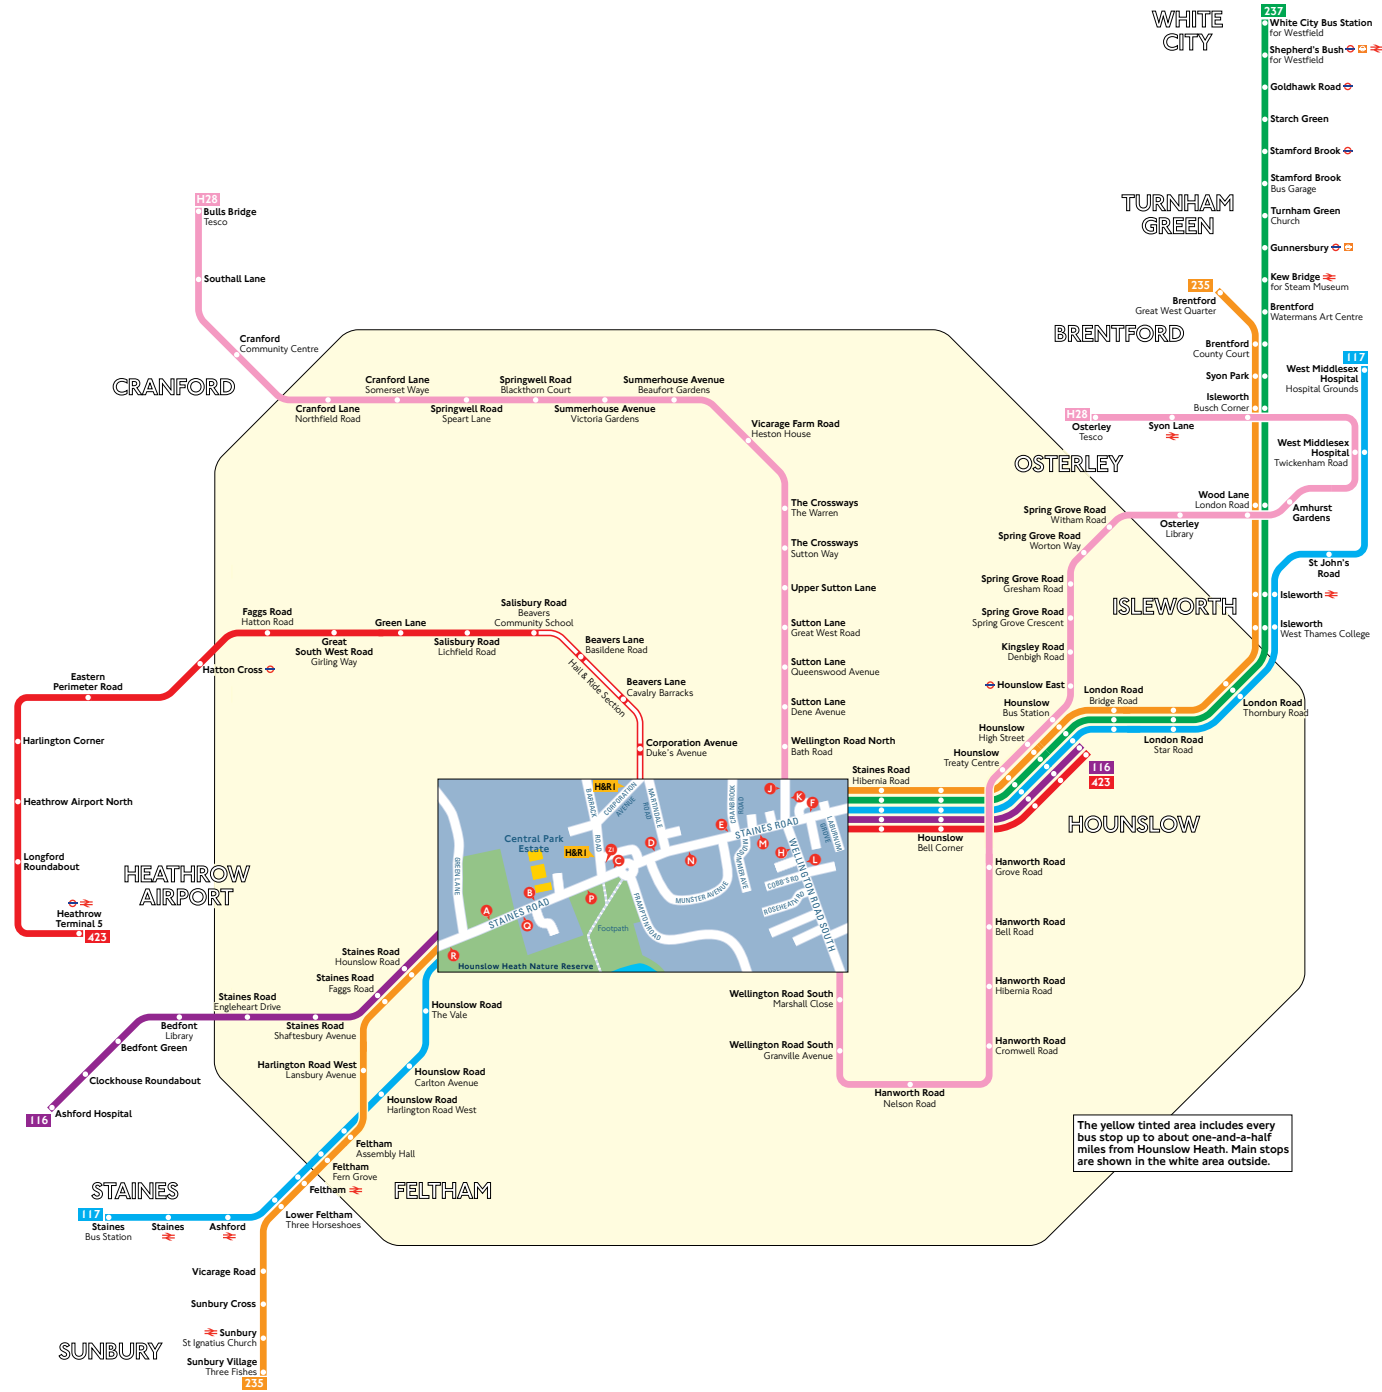 WHITE
CITY
237
White City Bus Station
for Westfield
Shepherd's Bush
for Westfield
Goldhawk Road
Starch Green
Stamford Brook
Stamford Brook
Bus Garage
TURNHAM
GREEN
Turnham Green
Church
Gunnersbury
Kew Bridge
for Steam Museum
235
Brentford
Great West Quarter
Brentford
Watermans Art Centre
BRENTFORD
Brentford
County Court
117
West Middlesex
Hospital
Hospital Grounds
Syon Park
Isleworth
Busch Corner
H28
Osterley
Tesco
Syon Lane
West Middlesex
Hospital
Twickenham Road
OSTERLEY
Wood Lane
London Road
Amhurst
Gardens
Spring Grove Road
Witham Road
Osterley
Library
Spring Grove Road
Worton Way
St John's
Road
Spring Grove Road
Gresham Road
Isleworth
ISLEWORTH
Spring Grove Road
Spring Grove Crescent
Isleworth
West Thames College
Kingsley Road
Denbigh Road
Hounslow East
London Road
Bridge Road
Hounslow
Bus Station
London Road
Thornbury Road
Hounslow
High Street
London Road
Star Road
Hounslow
Treaty Centre
116
423
HOUNSLOW
H28
Bulls Bridge
Tesco
Southall Lane
Cranford
Community Centre
CRANFORD
Cranford Lane
Somerset Waye
Springwell Road
Blackthorn Court
Summerhouse Avenue
Beaufort Gardens
Cranford Lane
Northfield Road
Springwell Road
Speart Lane
Summerhouse Avenue
Victoria Gardens
Vicarage Farm Road
Heston House
The Crossways
The Warren
The Crossways
Sutton Way
Upper Sutton Lane
Sutton Lane
Great West Road
Sutton Lane
Queenswood Avenue
Sutton Lane
Dene Avenue
Wellington Road North
Bath Road
Staines Road
Hibernia Road
Hounslow
Bell Corner
Faggs Road
Hatton Road
Green Lane
Salisbury Road
Beavers
Community School
Great
South West Road
Girling Way
Salisbury Road
Lichfield Road
Beavers Lane
Basildene Road
Hail & Ride Section
Beavers Lane
Cavalry Barracks
Corporation Avenue
Duke's Avenue
Hatton Cross
Eastern
Perimeter Road
Harlington Corner
Heathrow Airport North
Longford
Roundabout
HEATHROW
AIRPORT
Heathrow
Terminal 5
423
H&R1
BARRACK
ROAD
CORPORATION
AVENUE
MARTINDALE
ROAD
CRANBROOK
ROAD
J
K
F
E
STAINES ROAD
LABURNUM
GROVE
Central Park
Estate
H&R1
Z1
C
D
N
M
H
L
GREEN LANE
B
P
A
Q
R
STAINES ROAD
MUNSTER AVENUE
COBB'S RD
WELLINGTON ROAD SOUTH
FRAMPTON ROAD
Footpath
Hounslow Heath Nature Reserve
Staines Road
Hounslow Road
Staines Road
Faggs Road
Staines Road
Engleheart Drive
Staines Road
Shaftesbury Avenue
Bedfont
Library
Bedfont Green
Clockhouse Roundabout
Ashford Hospital
116
Hounslow Road
The Vale
Harlington Road West
Lansbury Avenue
Hounslow Road
Carlton Avenue
Hounslow Road
Harlington Road West
Feltham
Assembly Hall
Feltham
Fern Grove
Feltham
FELTHAM
Lower Feltham
Three Horseshoes
STAINES
117
Staines
Bus Station
Staines
Ashford
Vicarage Road
Sunbury Cross
Sunbury
St Ignatius Church
SUNBURY
Sunbury Village
Three Fishes
235
Wellington Road South
Marshall Close
Wellington Road South
Granville Avenue
Hanworth Road
Nelson Road
Hanworth Road
Grove Road
Hanworth Road
Bell Road
Hanworth Road
Hibernia Road
Hanworth Road
Cromwell Road
The yellow tinted area includes every
bus stop up to about one-and-a-half
miles from Hounslow Heath. Main stops
are shown in the white area outside.